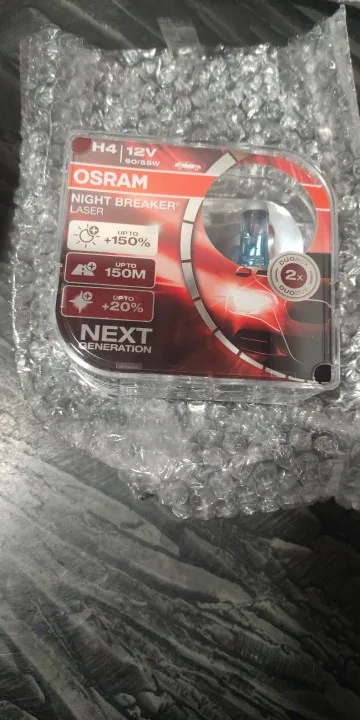 H4 12V
60/55W
OSRAM
NIGHT BREAKER®
LASER
UP TO
+150%
UP TO
150M
UP TO
+20%
NEXT
GENERATION
DUOBOX
2x
DUOBOX